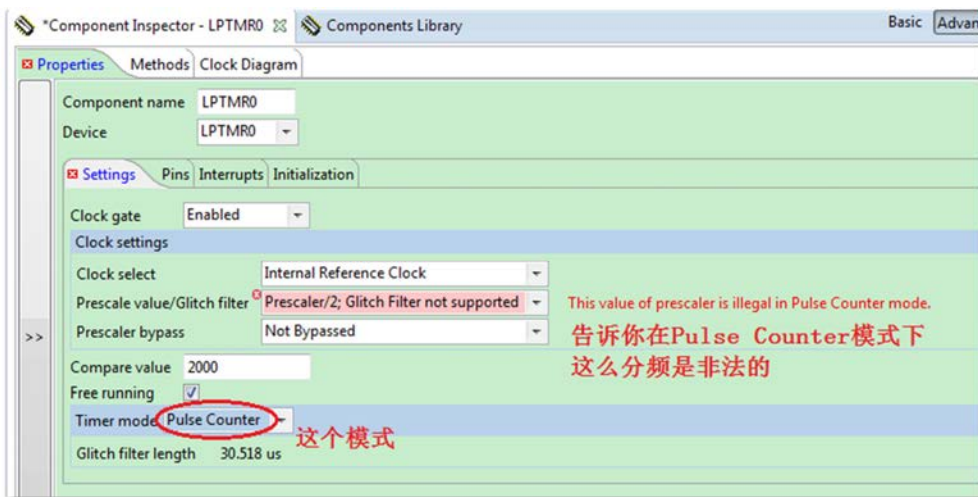 *Component Inspector - LPTMR0 Components Library Basic Advan
Properties Methods Clock Diagram
Component name LPTMR0
Device LPTMR0
Settings Pins Interrupts Initialization
Clock gate Enabled
Clock settings
Clock select Internal Reference Clock
Prescale value/Glitch filter Prescaler/2; Glitch Filter not supported This value of prescaler is illegal in Pulse Counter mode.
Prescaler bypass Not Bypassed
告诉你在Pulse Counter模式下
这么分频是非法的
>>
Compare value 2000
Free running
Timer mode Pulse Counter
这个模式
Glitch filter length 30.518 us